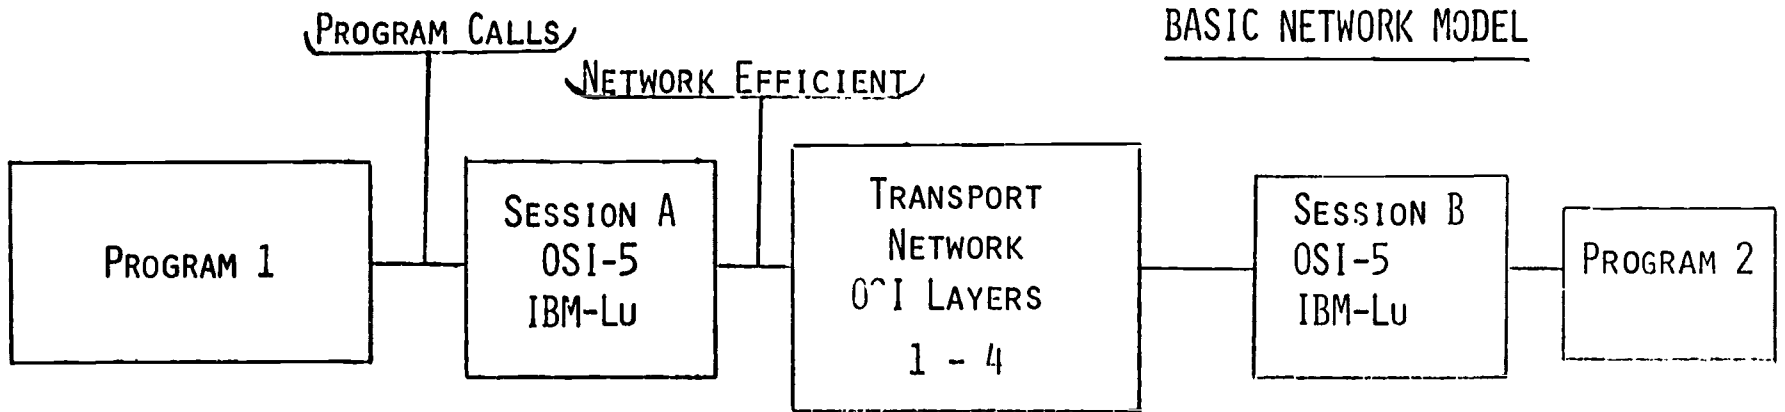 PROGRAM CALLS
BASIC NETWORK MODEL
NETWORK EFFICIENT
PROGRAM 1
SESSION A
OSI-5
IBM-LU
TRANSPORT
NETWORK
LAYERS
1 - 4
SESSION B
OSI-5
IBM-LU
PROGRAM 2